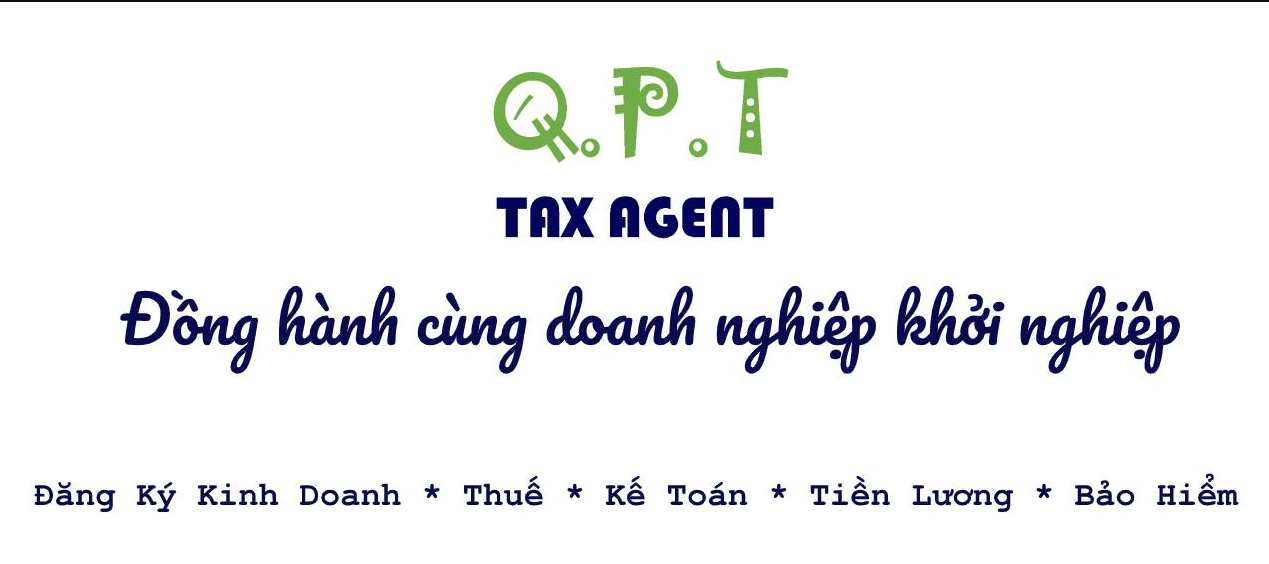 Q.P.T
TAX AGENT
Đồng hành cùng doanh nghiệp khởi nghiệp
Đăng Ký Kinh Doanh * Thuế * Kế Toán * Tiền Lương * Bảo Hiểm